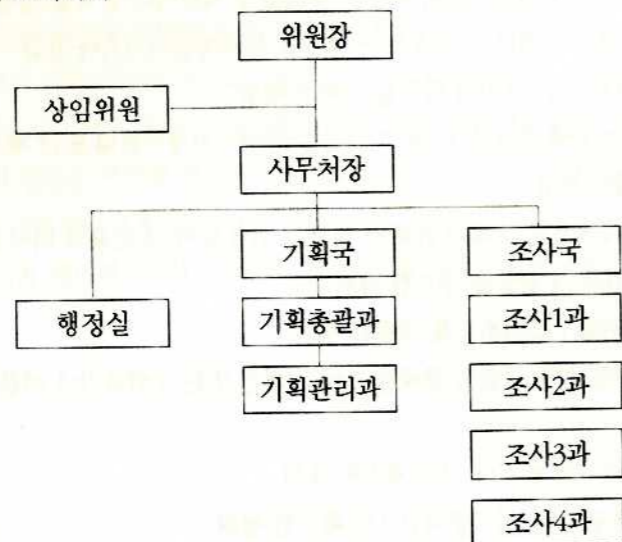 위원장
상임위원
사무처장
기획국 조사국
행정실 기획총괄과 조사1과
기획관리과 조사2과
조사3과
조사4과